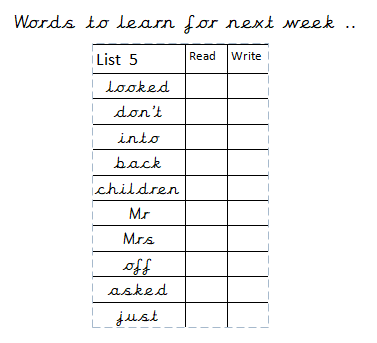 Words to learn for next week ..
List 5 Read Write
looked
don't
into
back
children
Mr
Mrs
off
asked
just